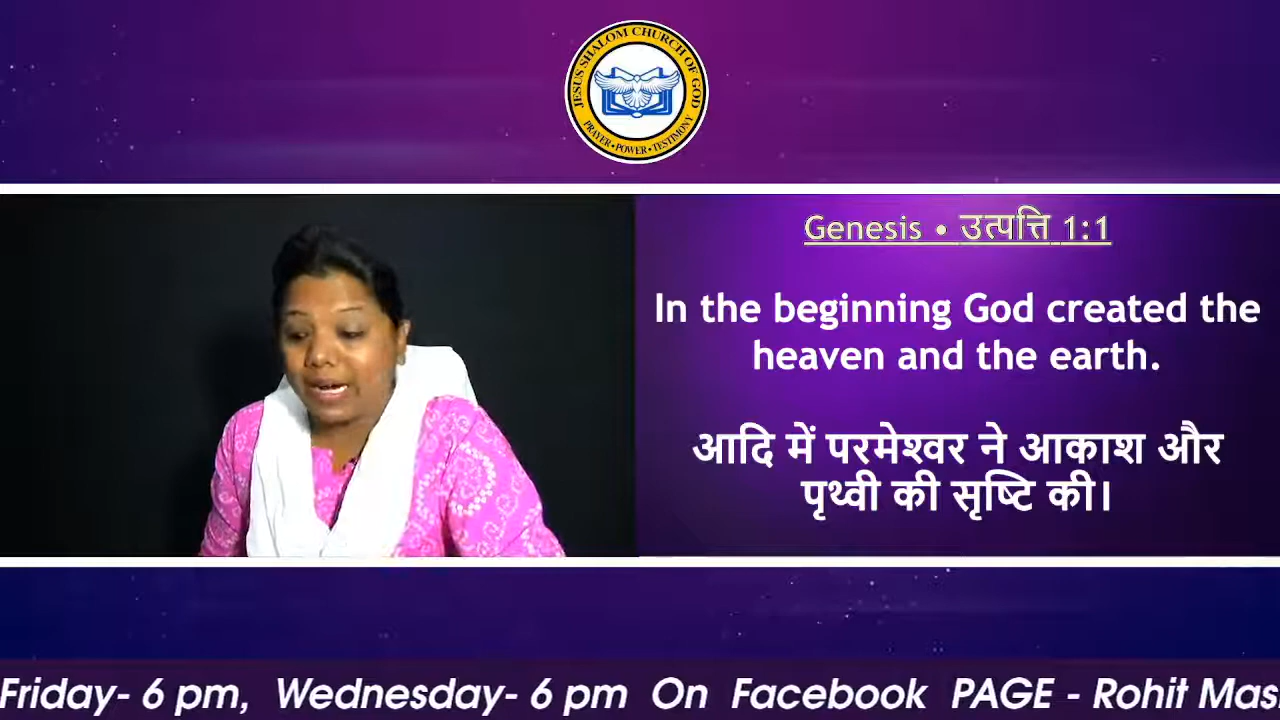 JESUS SHALOM CHURCH OF GOD
PRAYER • POWER • TESTIMONY
Genesis • उत्पत्ति 1:1
In the beginning God created the
heaven and the earth.
आदि में परमेश्वर ने आकाश और
पृथ्वी की सृष्टि की।
Friday- 6 pm, Wednesday- 6 pm On Facebook PAGE - Rohit Mas